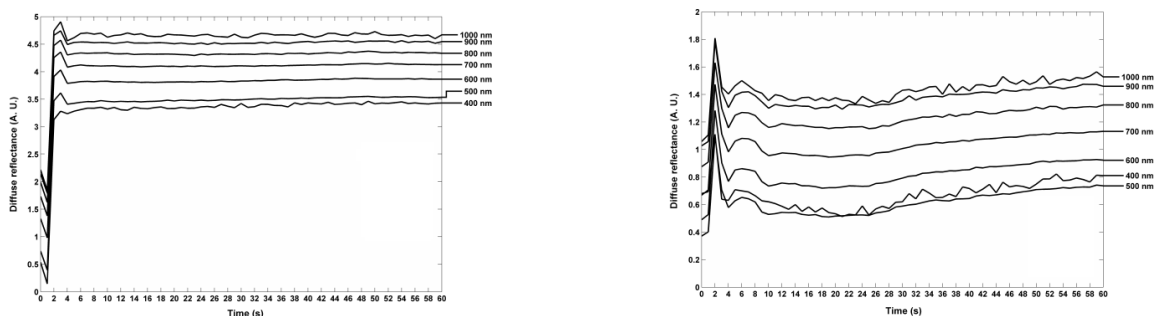 5
4.5
4
3.5
3
2.5
2
1.5
1
0.5
0
Diffuse reflectance (A. U.)
1000 nm
900 nm
800 nm
700 nm
600 nm
500 nm
400 nm
0 2 4 6 8 10 12 14 16 18 20 22 24 26 28 30 32 34 36 38 40 42 44 46 48 50 52 54 56 58 60
Time (s)
2
1.8
1.6
1.4
1.2
1
0.8
0.6
0.4
0.2
0
Diffuse reflectance (A. U.)
1000 nm
900 nm
800 nm
700 nm
600 nm
400 nm
500 nm
0 2 4 6 8 10 12 14 16 18 20 22 24 26 28 30 32 34 36 38 40 42 44 46 48 50 52 54 56 58 60
Time (s)